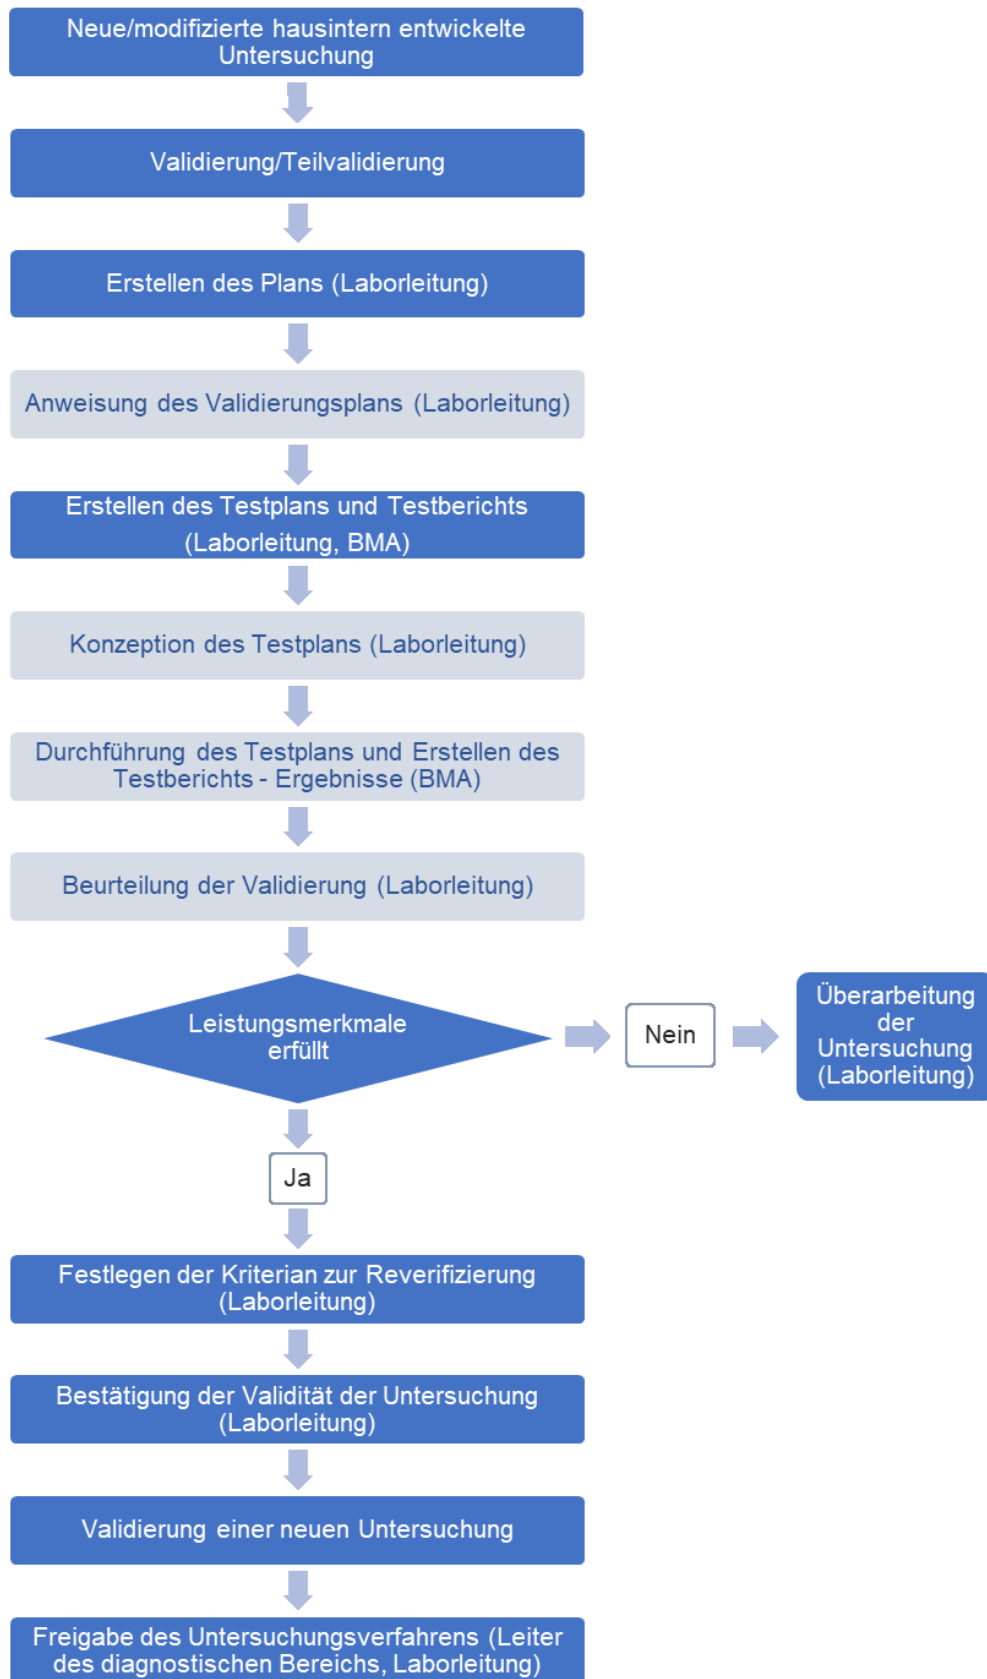 Neue/modifizierte hausintern entwickelte
Untersuchung
Validierung/Teilvalidierung
Erstellen des Plans (Laborleitung)
Anweisung des Validierungsplans (Laborleitung)
Erstellen des Testplans und Testberichts
(Laborleitung, BMA)
Konzeption des Testplans (Laborleitung)
Durchführung des Testplans und Erstellen des
Testberichts - Ergebnisse (BMA)
Beurteilung der Validierung (Laborleitung)
Leistungsmerkmale
erfüllt
Nein
Überarbeitung
der
Untersuchung
(Laborleitung)
Ja
Festlegen der Kriterian zur Reverifizierung
(Laborleitung)
Bestätigung der Validität der Untersuchung
(Laborleitung)
Validierung einer neuen Untersuchung
Freigabe des Untersuchungsverfahrens (Leiter
des diagnostischen Bereichs, Laborleitung)